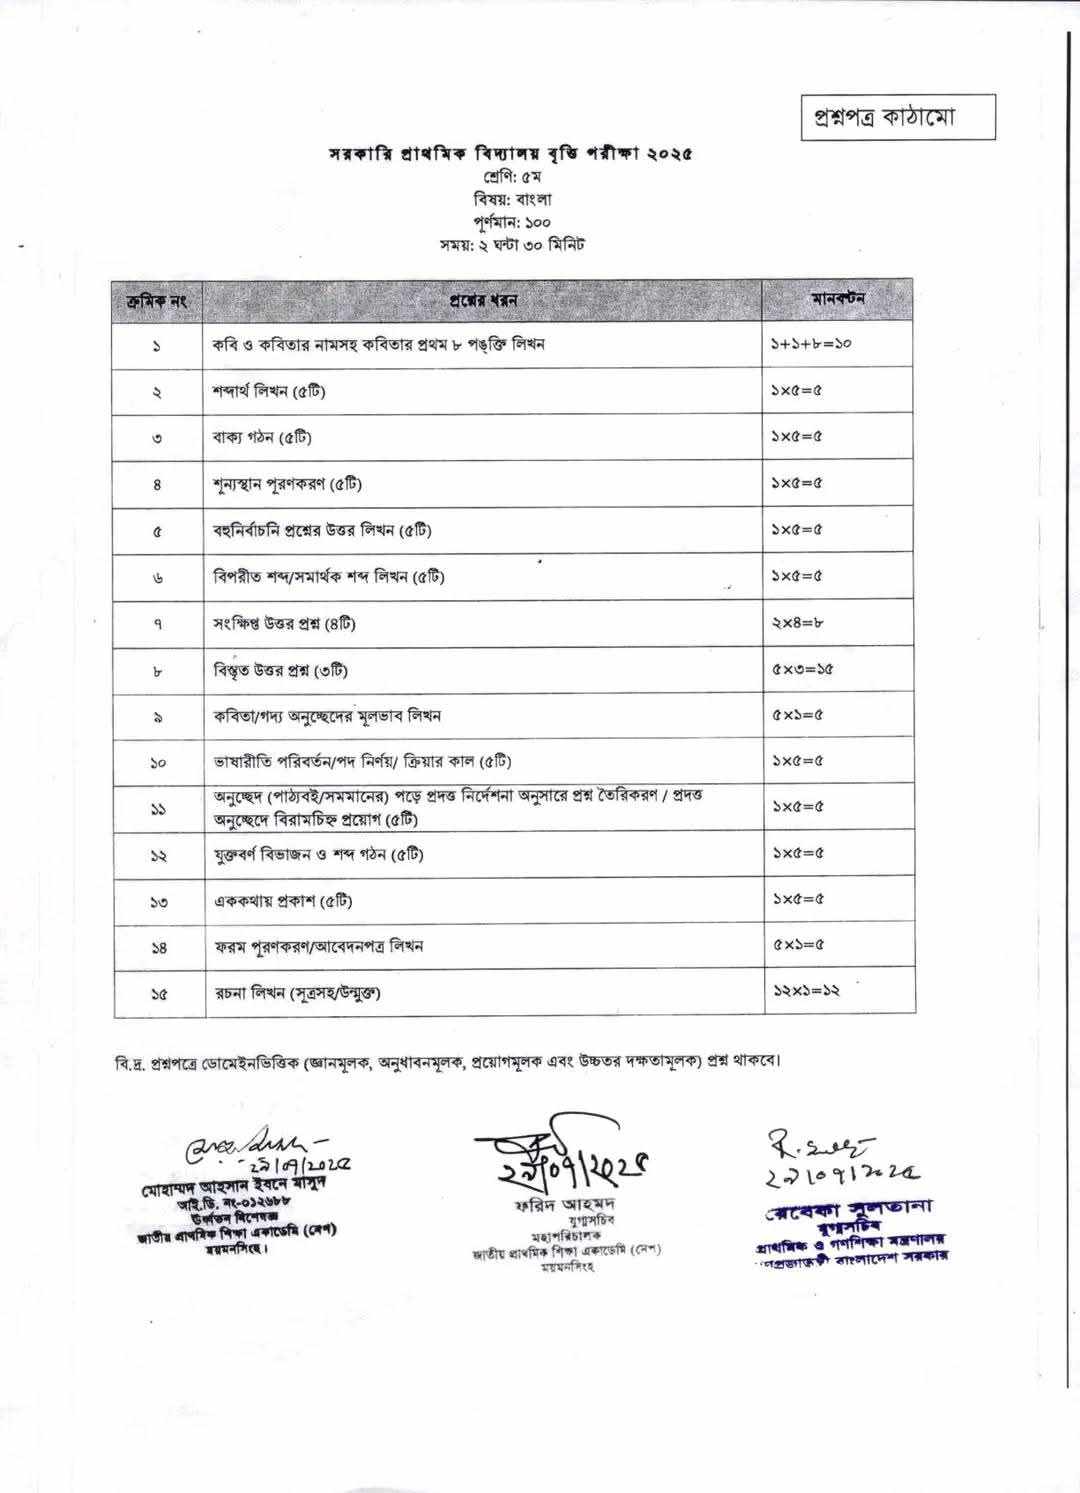 প্রশ্নপত্র কাঠামো
সরকারি প্রাথমিক বিদ্যালয় বৃত্তি পরীক্ষা ২০২৫
শ্রেণি: ৫ম
বিষয়: বাংলা
পূর্ণমান: ১০০
সময়: ২ ঘন্টা ৩০ মিনিট
ক্রমিক নং প্রশ্নের ধরন মানবন্টন
১ কবি ও কবিতার নামসহ কবিতার প্রথম ৮ পঙ্‌ক্তি লিখন ১+১+৮=১০
২ শব্দার্থ লিখন (৫টি) ১×৫=৫
৩ বাক্য গঠন (৫টি) ১×৫=৫
৪ শূন্যস্থান পূরণকরণ (৫টি) ১×৫=৫
৫ বহুনির্বাচনি প্রশ্নের উত্তর লিখন (৫টি) ১×৫=৫
৬ বিপরীত শব্দ/সমার্থক শব্দ লিখন (৫টি) ১×৫=৫
৭ সংক্ষিপ্ত উত্তর প্রশ্ন (৪টি) ২×৪=৮
৮ বিস্তৃত উত্তর প্রশ্ন (৩টি) ৫×৩=১৫
৯ কবিতা/গদ্য অনুচ্ছেদের মূলভাব লিখন ৫×১=৫
১০ ভাষারীতি পরিবর্তন/পদ নির্ণয়/ ক্রিয়ার কাল (৫টি) ১×৫=৫
১১ অনুচ্ছেদ (পাঠ্যবই/সমমানের) পড়ে প্রদত্ত নির্দেশনা অনুসারে প্রশ্ন তৈরিকরণ / প্রদত্ত
অনুচ্ছেদে বিরামচিহ্ন প্রয়োগ (৫টি) ১×৫=৫
১২ যুক্তবর্ণ বিভাজন ও শব্দ গঠন (৫টি) ১×৫=৫
১৩ এককথায় প্রকাশ (৫টি) ১×৫=৫
১৪ ফরম পূরণকরণ/আবেদনপত্র লিখন ৫×১=৫
১৫ রচনা লিখন (সূত্রসহ/উন্মুক্ত) ১২×১=১২
বি.দ্র. প্রশ্নপত্রে ডোমেইনভিত্তিক (জ্ঞানমূলক, অনুধাবনমূলক, প্রয়োগমূলক এবং উচ্চতর দক্ষতামূলক) প্রশ্ন থাকবে।
২৯/০৭/২০২৫
মোহাম্মদ আহসান ইবনে মাসুদ
আই.ডি. নং-০১২৬৮৮
উর্ধ্বতন বিশেষজ্ঞ
জাতীয় প্রাথমিক শিক্ষা একাডেমি (নেপ)
ময়মনসিংহ।
২৯/০৭/২০২৫
ফরিদ আহমদ
যুগ্মসচিব
মহাপরিচালক
জাতীয় প্রাথমিক শিক্ষা একাডেমি (নেপ)
ময়মনসিংহ
২৯/০৭/২০২৫
রেবেকা সুলতানা
যুগ্মসচিব
প্রাথমিক ও গণশিক্ষা মন্ত্রণালয়
গণপ্রজাতন্ত্রী বাংলাদেশ সরকার